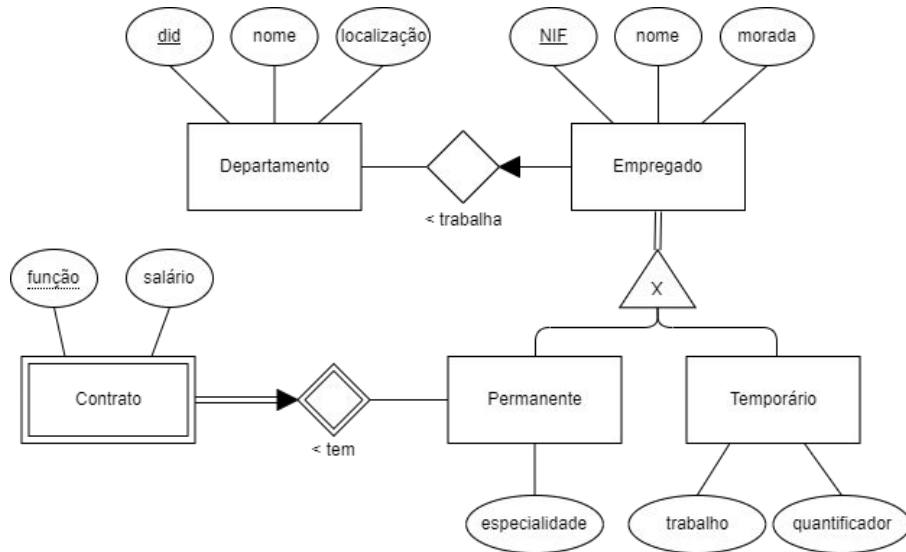 did
nome
localização
NIF
nome
morada
Departamento
Empregado
< trabalha
função
salário
X
Contrato
Permanente
Temporário
< tem
especialidade
trabalho
quantificador